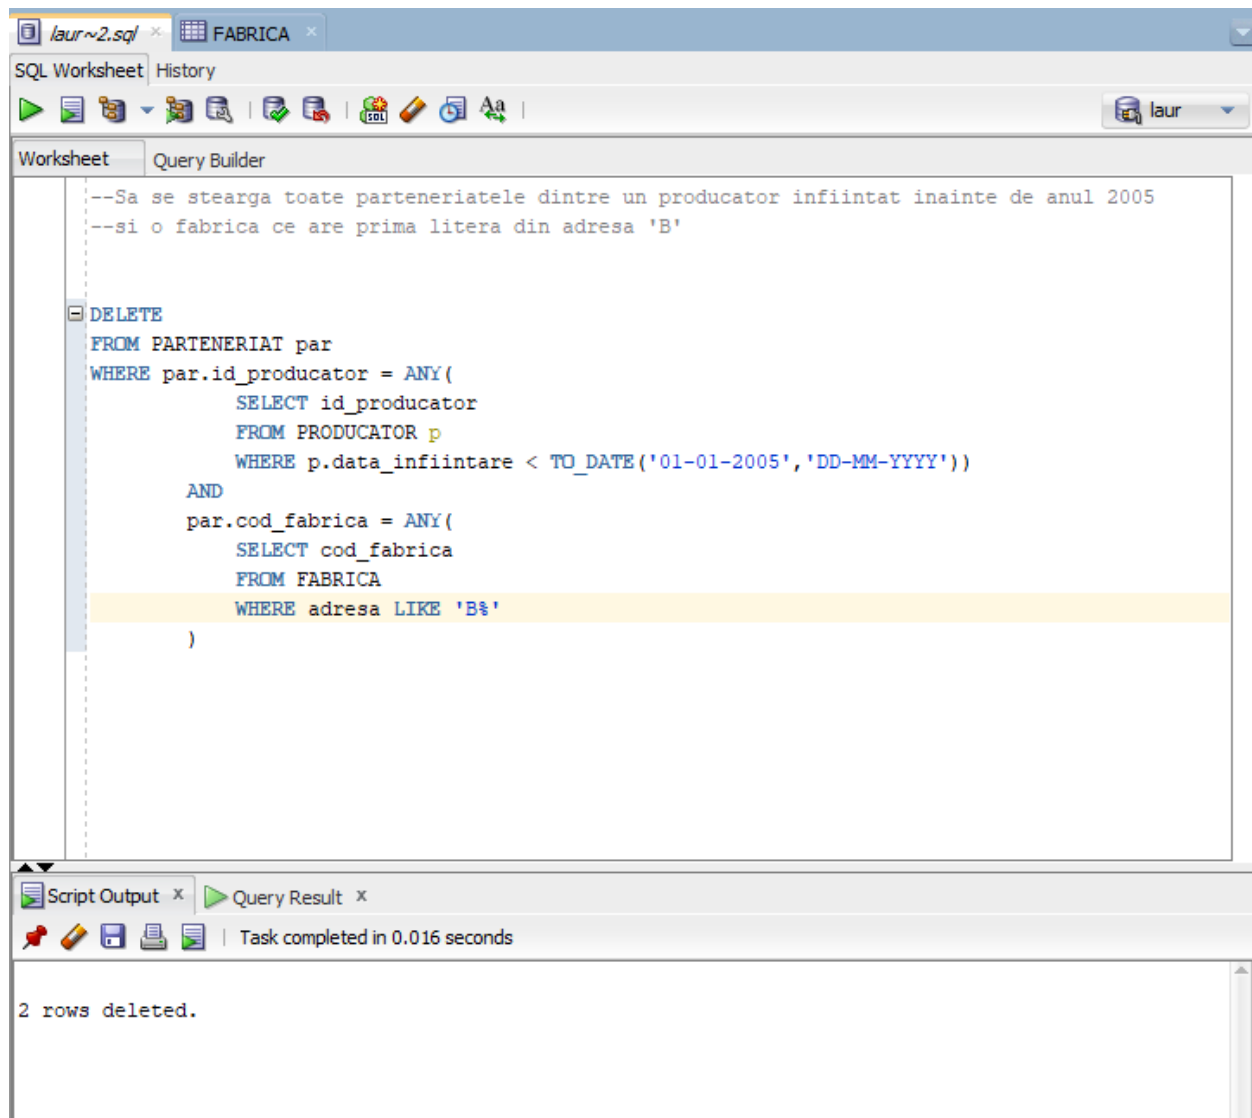 laur~2.sql
FABRICA
SQL Worksheet History
laur
Worksheet Query Builder
--Sa se stearga toate parteneriatele dintre un producator infiintat inainte de anul 2005
--si o fabrica ce are prima litera din adresa 'B'
DELETE
FROM PARTENERIAT par
WHERE par.id_producator = ANY(
SELECT id_producator
FROM PRODUCATOR p
WHERE p.data_infiintare < TO_DATE('01-01-2005','DD-MM-YYYY'))
AND
par.cod_fabrica = ANY(
SELECT cod_fabrica
FROM FABRICA
WHERE adresa LIKE 'B%'
)
Script Output x Query Result x
Task completed in 0.016 seconds
2 rows deleted.